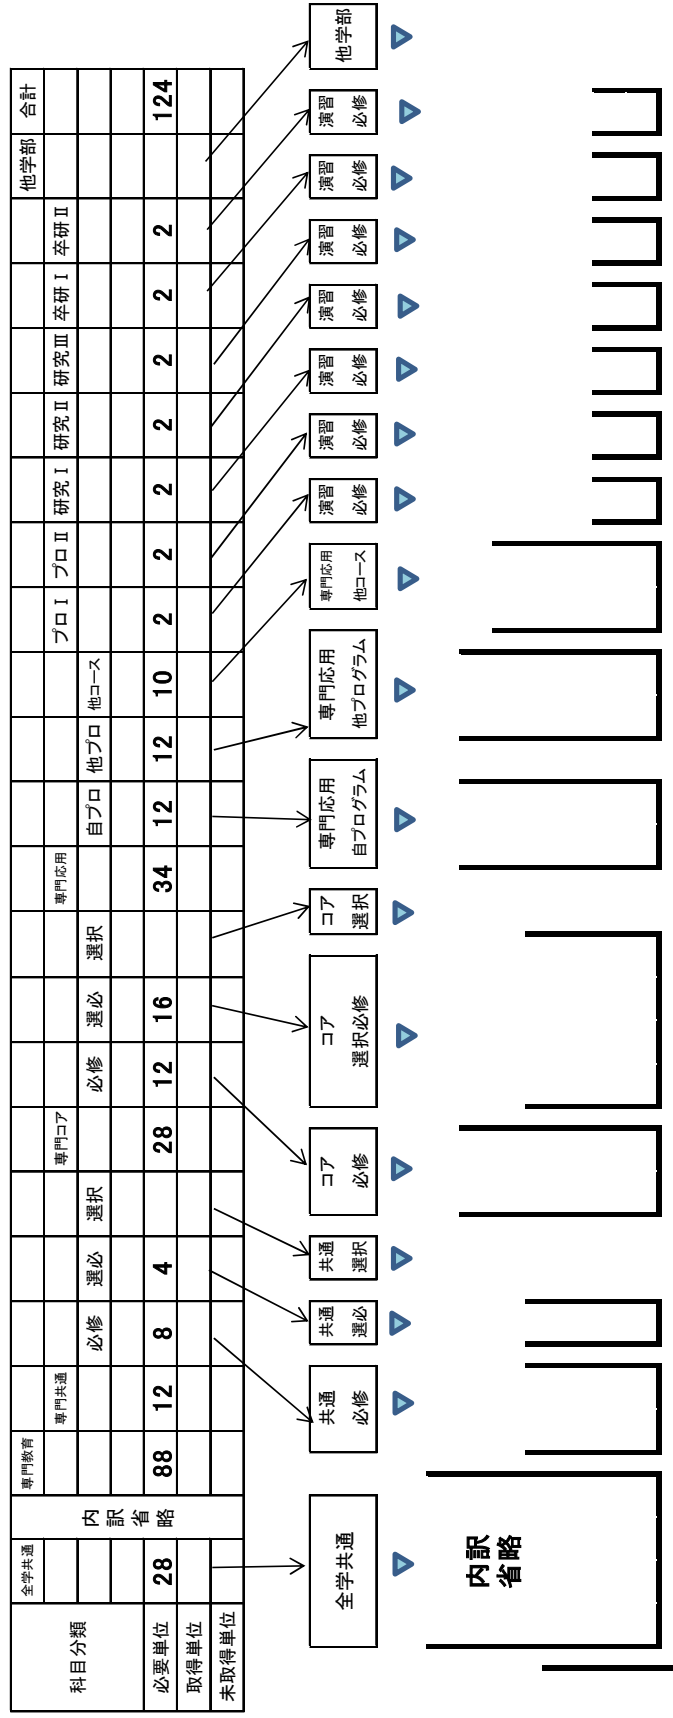 科目分類 全学共通 内訳省略 専門教育 他学部 合計
専門共通 専門コア 専門応用 プロⅠ プロⅡ 研究Ⅰ 研究Ⅱ 研究Ⅲ 卒研Ⅰ 卒研Ⅱ
必修 選必 選択 必修 選必 選択 自プロ 他プロ 他コース
必要単位 28 88 12 8 4 28 12 16 34 12 12 10 2 2 2 2 2 2 2 124
取得単位
未取得単位
全学共通
共通
必修
共通
選必
共通
選択
コア
必修
コア
選択必修
コア
選択
専門応用
自プログラム
専門応用
他プログラム
専門応用
他コース
演習
必修
演習
必修
演習
必修
演習
必修
演習
必修
演習
必修
演習
必修
他学部
内訳
省略